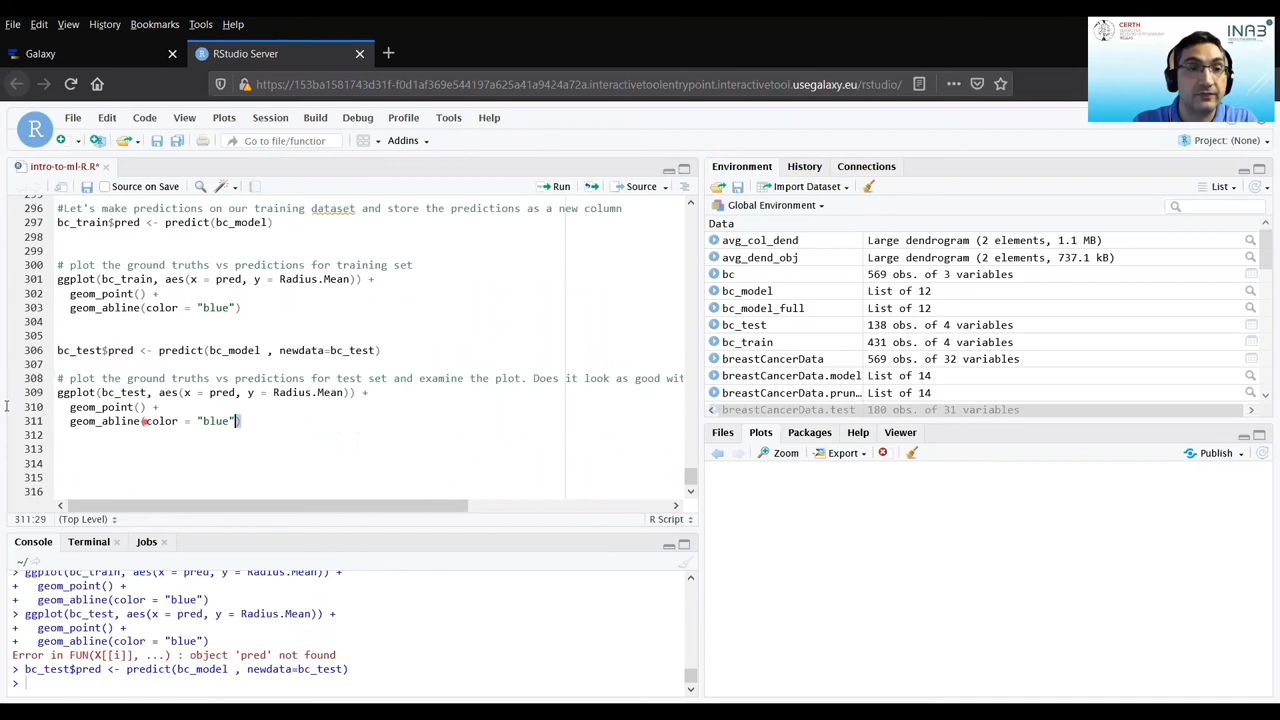 File Edit View History Bookmarks Tools Help
Galaxy
RStudio Server
https://153ba1581743d31f-f0d1af369e544197a625a41a9424a72a.interactivetoolentrypoint.interactivetool.usegalaxy.eu/rstudio/
CERTH
INAB
File Edit Code View Plots Session Build Debug Profile Tools Help
Go to file/function
Addins
Project: (None)
intro-to-ml-R.R*
Source on Save
Run
Source
296 #Let's make predictions on our training dataset and store the predictions as a new column
297 bc_train$pred <- predict(bc_model)
298
299
300 # plot the ground truths vs predictions for training set
301 ggplot(bc_train, aes(x = pred, y = Radius.Mean)) +
302 geom_point() +
303 geom_abline(color = "blue")
304
305
306 bc_test$pred <- predict(bc_model , newdata=bc_test)
307
308 # plot the ground truths vs predictions for test set and examine the plot. Does it look as good wit
309 ggplot(bc_test, aes(x = pred, y = Radius.Mean)) +
310 geom_point() +
311 geom_abline(color = "blue")
312
313
314
315
316
311:29 (Top Level) R Script
Console Terminal Jobs
~/
> ggplot(bc_train, aes(x = pred, y = Radius.Mean)) +
+ geom_point() +
+ geom_abline(color = "blue")
> ggplot(bc_test, aes(x = pred, y = Radius.Mean)) +
+ geom_point() +
+ geom_abline(color = "blue")
Error in FUN(X[[i]], ...) : object 'pred' not found
> bc_test$pred <- predict(bc_model , newdata=bc_test)
>
Environment History Connections
Import Dataset
List
Global Environment
Data
avg_col_dend Large dendrogram (2 elements, 1.1 MB)
avg_dend_obj Large dendrogram (2 elements, 737.1 kB)
bc 569 obs. of 3 variables
bc_model List of 12
bc_model_full List of 12
bc_test 138 obs. of 4 variables
bc_train 431 obs. of 4 variables
breastCancerData 569 obs. of 32 variables
breastCancerData.model List of 14
breastCancerData.prun… List of 14
breastCancerData.test 180 obs. of 31 variables
Files Plots Packages Help Viewer
Zoom Export Publish